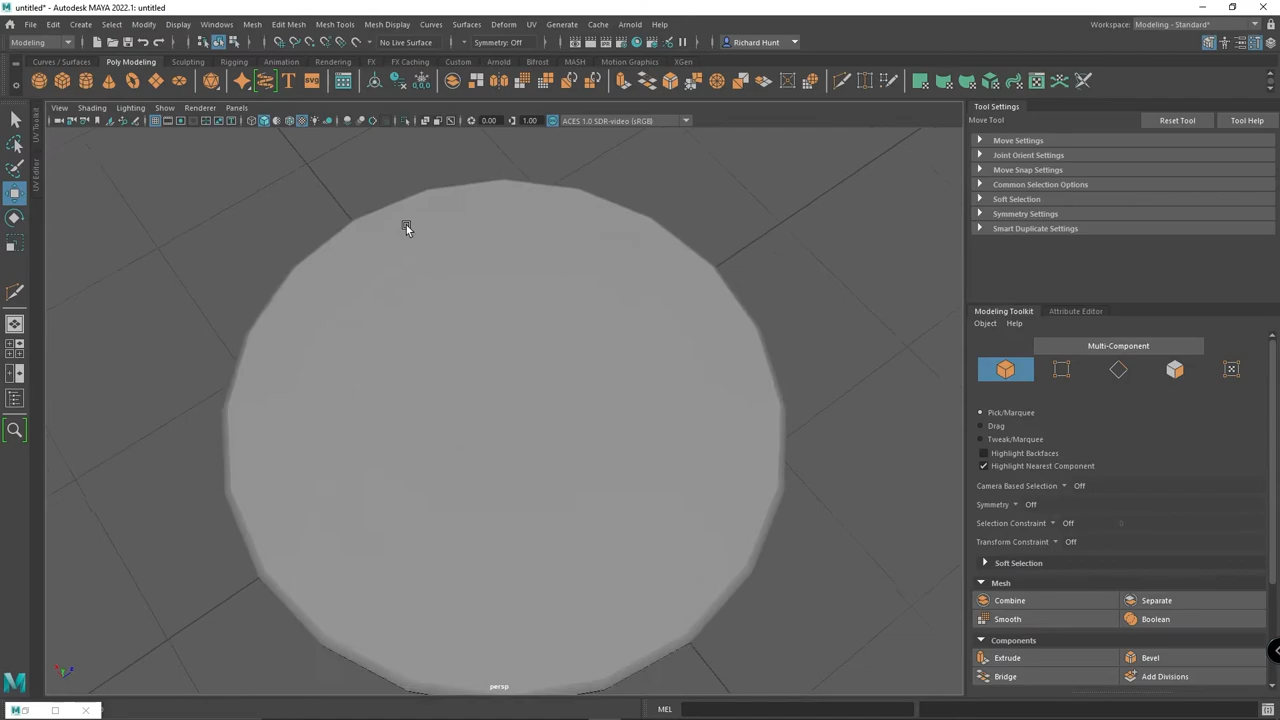 untitled* - Autodesk MAYA 2022.1: untitled
File Edit Create Select Modify Display Windows Mesh Edit Mesh Mesh Tools Mesh Display Curves Surfaces Deform UV Generate Cache Arnold Help
Workspace: Modeling - Standard*
Modeling No Live Surface Symmetry: Off Richard Hunt
Curves / Surfaces Poly Modeling Sculpting Rigging Animation Rendering FX FX Caching Custom Arnold Bifrost MASH Motion Graphics XGen
T SVG
View Shading Lighting Show Renderer Panels
0.00 1.00 ACES 1.0 SDR-video (sRGB)
UV Toolkit
UV Editor
persp
Tool Settings
Move Tool Reset Tool Tool Help
Move Settings
Joint Orient Settings
Move Snap Settings
Common Selection Options
Soft Selection
Symmetry Settings
Smart Duplicate Settings
Modeling Toolkit Attribute Editor
Object Help
Multi-Component
Pick/Marquee
Drag
Tweak/Marquee
Highlight Backfaces
Highlight Nearest Component
Camera Based Selection Off
Symmetry Off
Selection Constraint Off 0
Transform Constraint Off
Soft Selection
Mesh
Combine Separate
Smooth Boolean
Components
Extrude Bevel
Bridge Add Divisions
MEL